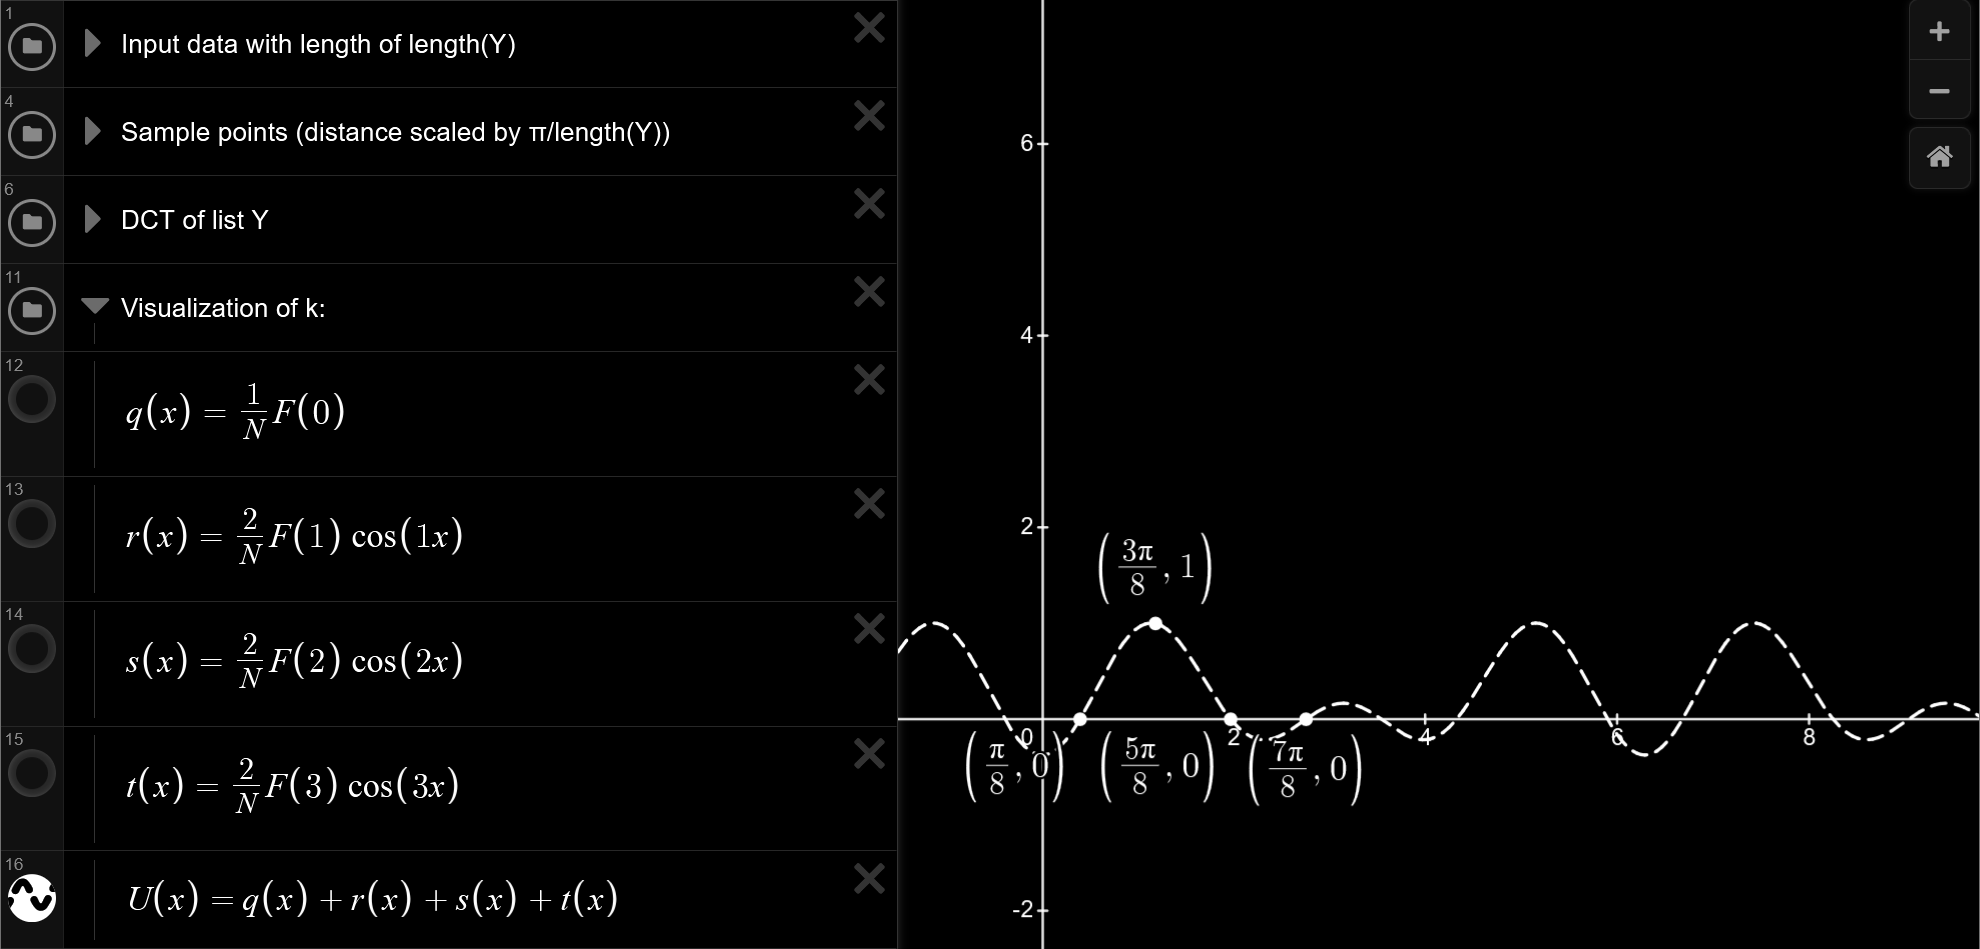 1
Input data with length of length(Y)
4
Sample points (distance scaled by π/length(Y))
6
DCT of list Y
11
Visualization of k:
12
q(x) = 1/N F(0)
13
r(x) = 2/N F(1) cos(1x)
14
s(x) = 2/N F(2) cos(2x)
15
t(x) = 2/N F(3) cos(3x)
16
U(x) = q(x) + r(x) + s(x) + t(x)
+
−
6
4
2
(3π/8, 1)
0 2 4 6 8
(π/8, 0) (5π/8, 0) (7π/8, 0)
-2